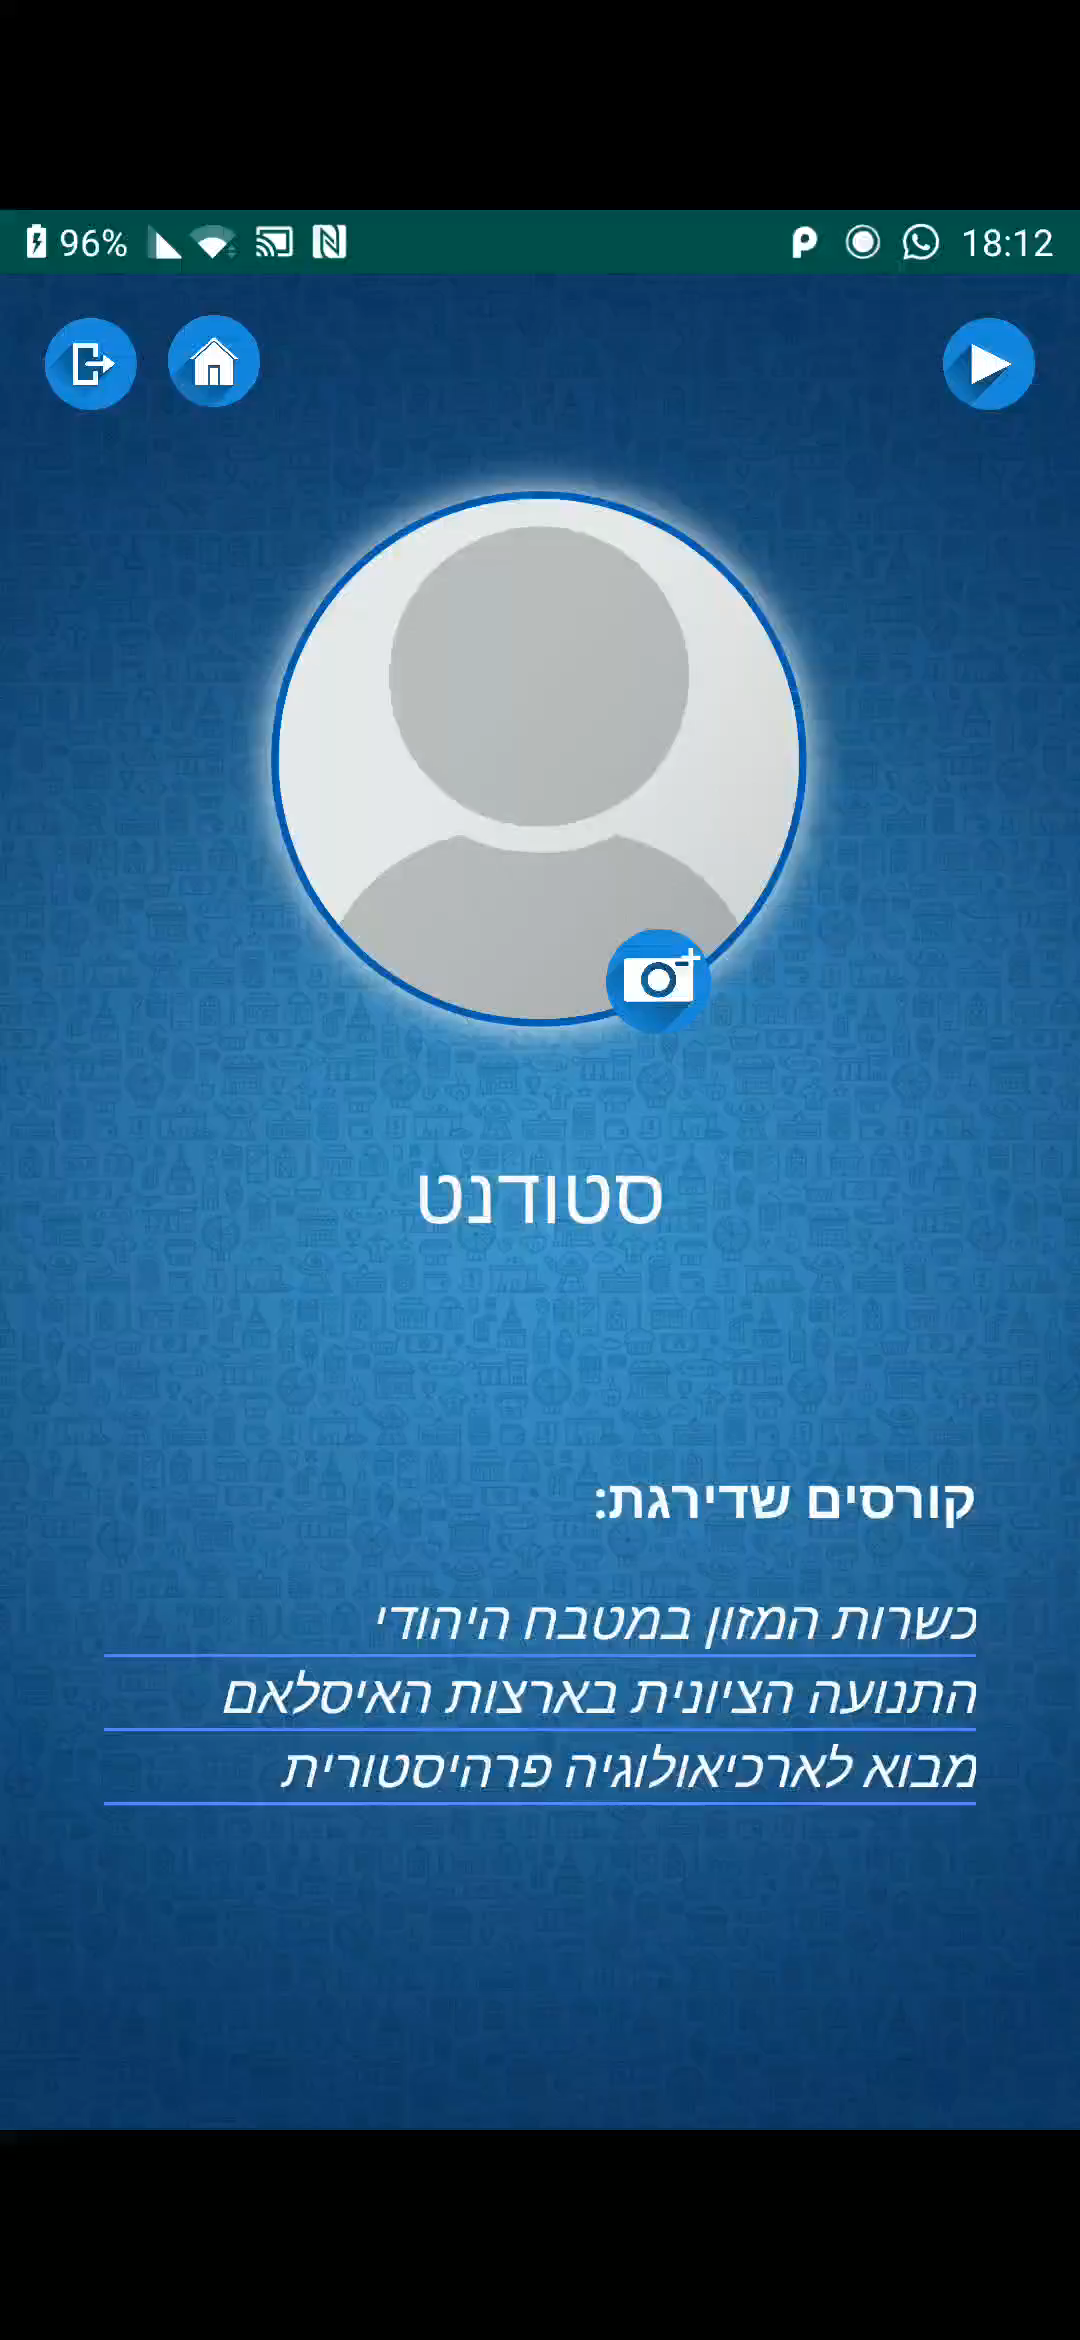 96%
18:12
סטודנט
קורסים שדירגת:
כשרות המזון במטבח היהודי
התנועה הציונית בארצות האיסלאם
מבוא לארכיאולוגיה פרהיסטורית